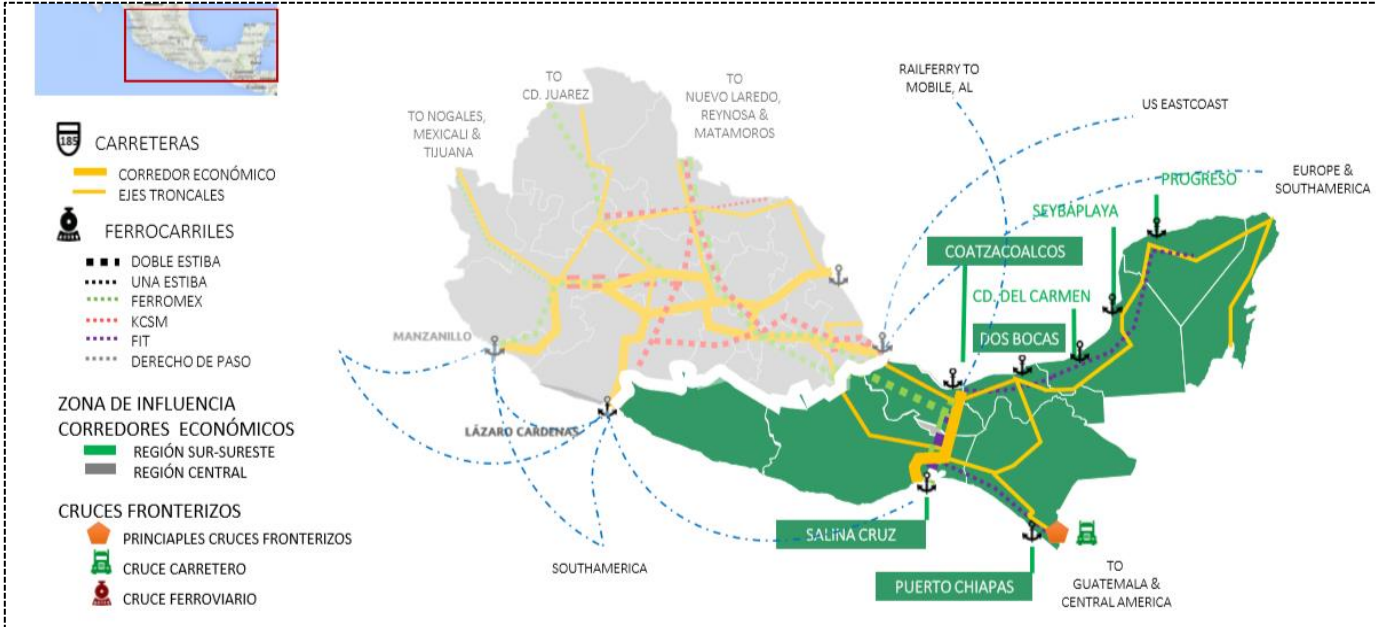 185
CARRETERAS
CORREDOR ECONÓMICO
EJES TRONCALES
FERROCARRILES
DOBLE ESTIBA
UNA ESTIBA
FERROMEX
KCSM
FIT
DERECHO DE PASO
ZONA DE INFLUENCIA
CORREDORES ECONÓMICOS
REGIÓN SUR-SURESTE
REGIÓN CENTRAL
CRUCES FRONTERIZOS
PRINCIAPLES CRUCES FRONTERIZOS
CRUCE CARRETERO
CRUCE FERROVIARIO
TO NOGALES,
MEXICALI &
TIJUANA
TO
CD. JUAREZ
TO
NUEVO LAREDO,
REYNOSA &
MATAMOROS
RAILFERRY TO
MOBILE, AL
US EASTCOAST
EUROPE &
SOUTHAMERICA
PROGRESO
SEYBAPLAYA
COATZACOALCOS
CD. DEL CARMEN
DOS BOCAS
MANZANILLO
LÁZARO CARDENAS
SALINA CRUZ
PUERTO CHIAPAS
SOUTHAMERICA
TO
GUATEMALA &
CENTRAL AMERICA